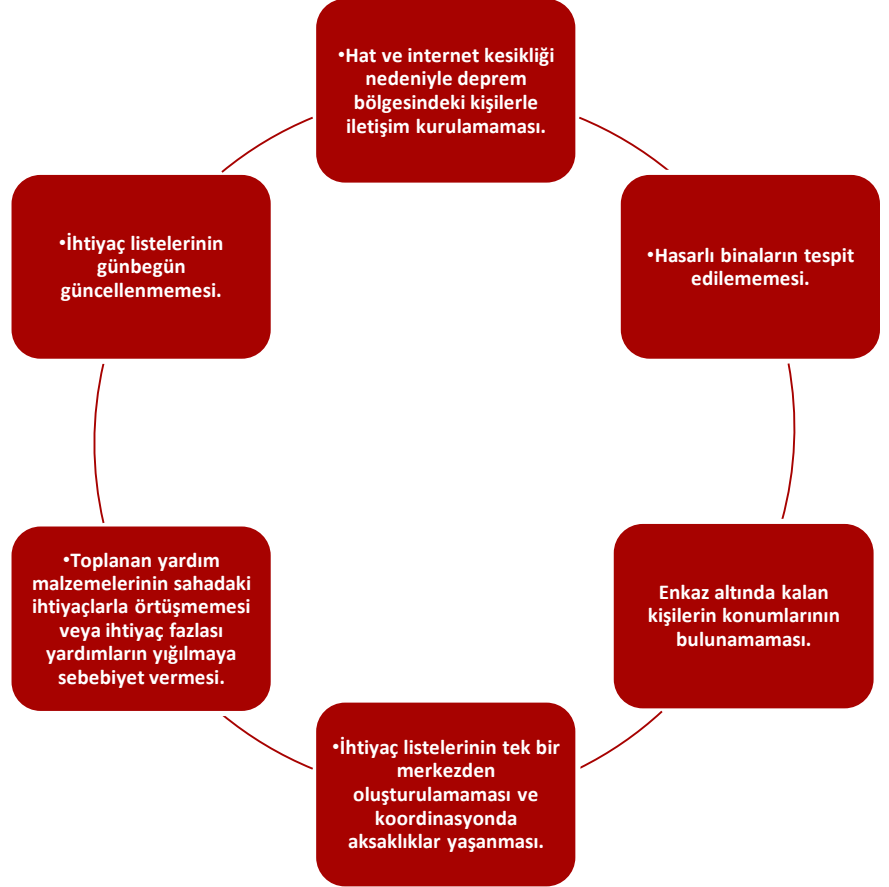 •Hat ve internet kesikliği
nedeniyle deprem
bölgesindeki kişilerle
iletişim kurulamaması.
•Hasarlı binaların tespit
edilememesi.
Enkaz altında kalan
kişilerin konumlarının
bulunamaması.
•İhtiyaç listelerinin tek bir
merkezden
oluşturulamaması ve
koordinasyonda
aksaklıklar yaşanması.
•Toplanan yardım
malzemelerinin sahadaki
ihtiyaçlarla örtüşmemesi
veya ihtiyaç fazlası
yardımların yığılmaya
sebebiyet vermesi.
•İhtiyaç listelerinin
günbegün
güncellenmemesi.